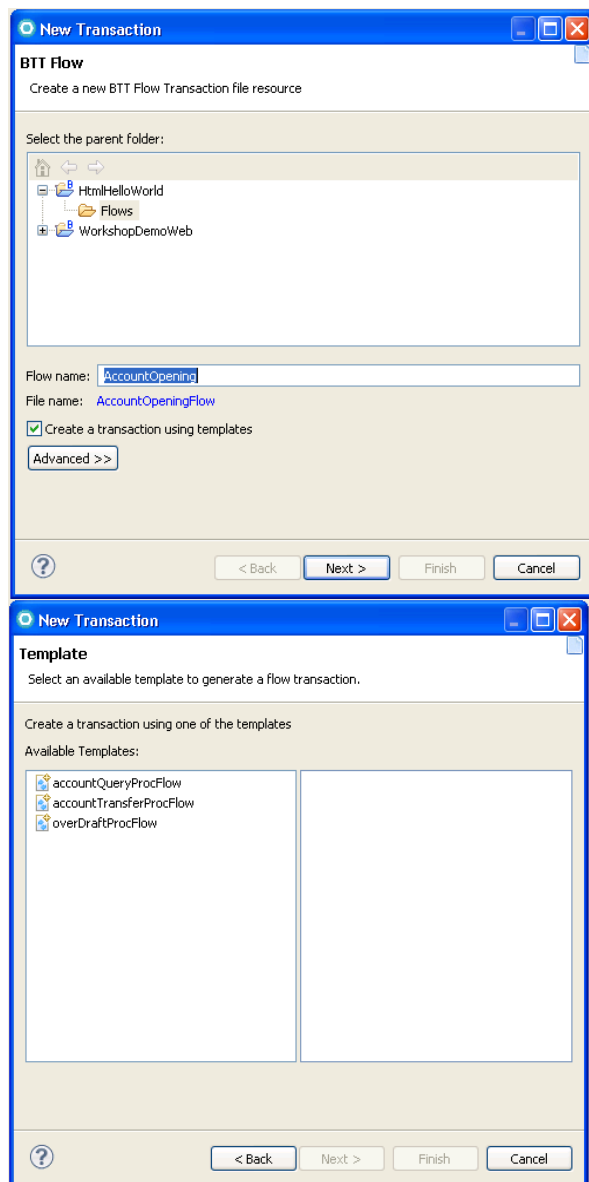 New Transaction
BTT Flow
Create a new BTT Flow Transaction file resource
Select the parent folder:
HtmlHelloWorld
Flows
WorkshopDemoWeb
Flow name: AccountOpening
File name: AccountOpeningFlow
Create a transaction using templates
Advanced >>
? < Back Next > Finish Cancel
New Transaction
Template
Select an available template to generate a flow transaction.
Create a transaction using one of the templates
Available Templates:
accountQueryProcFlow
accountTransferProcFlow
overDraftProcFlow
? < Back Next > Finish Cancel